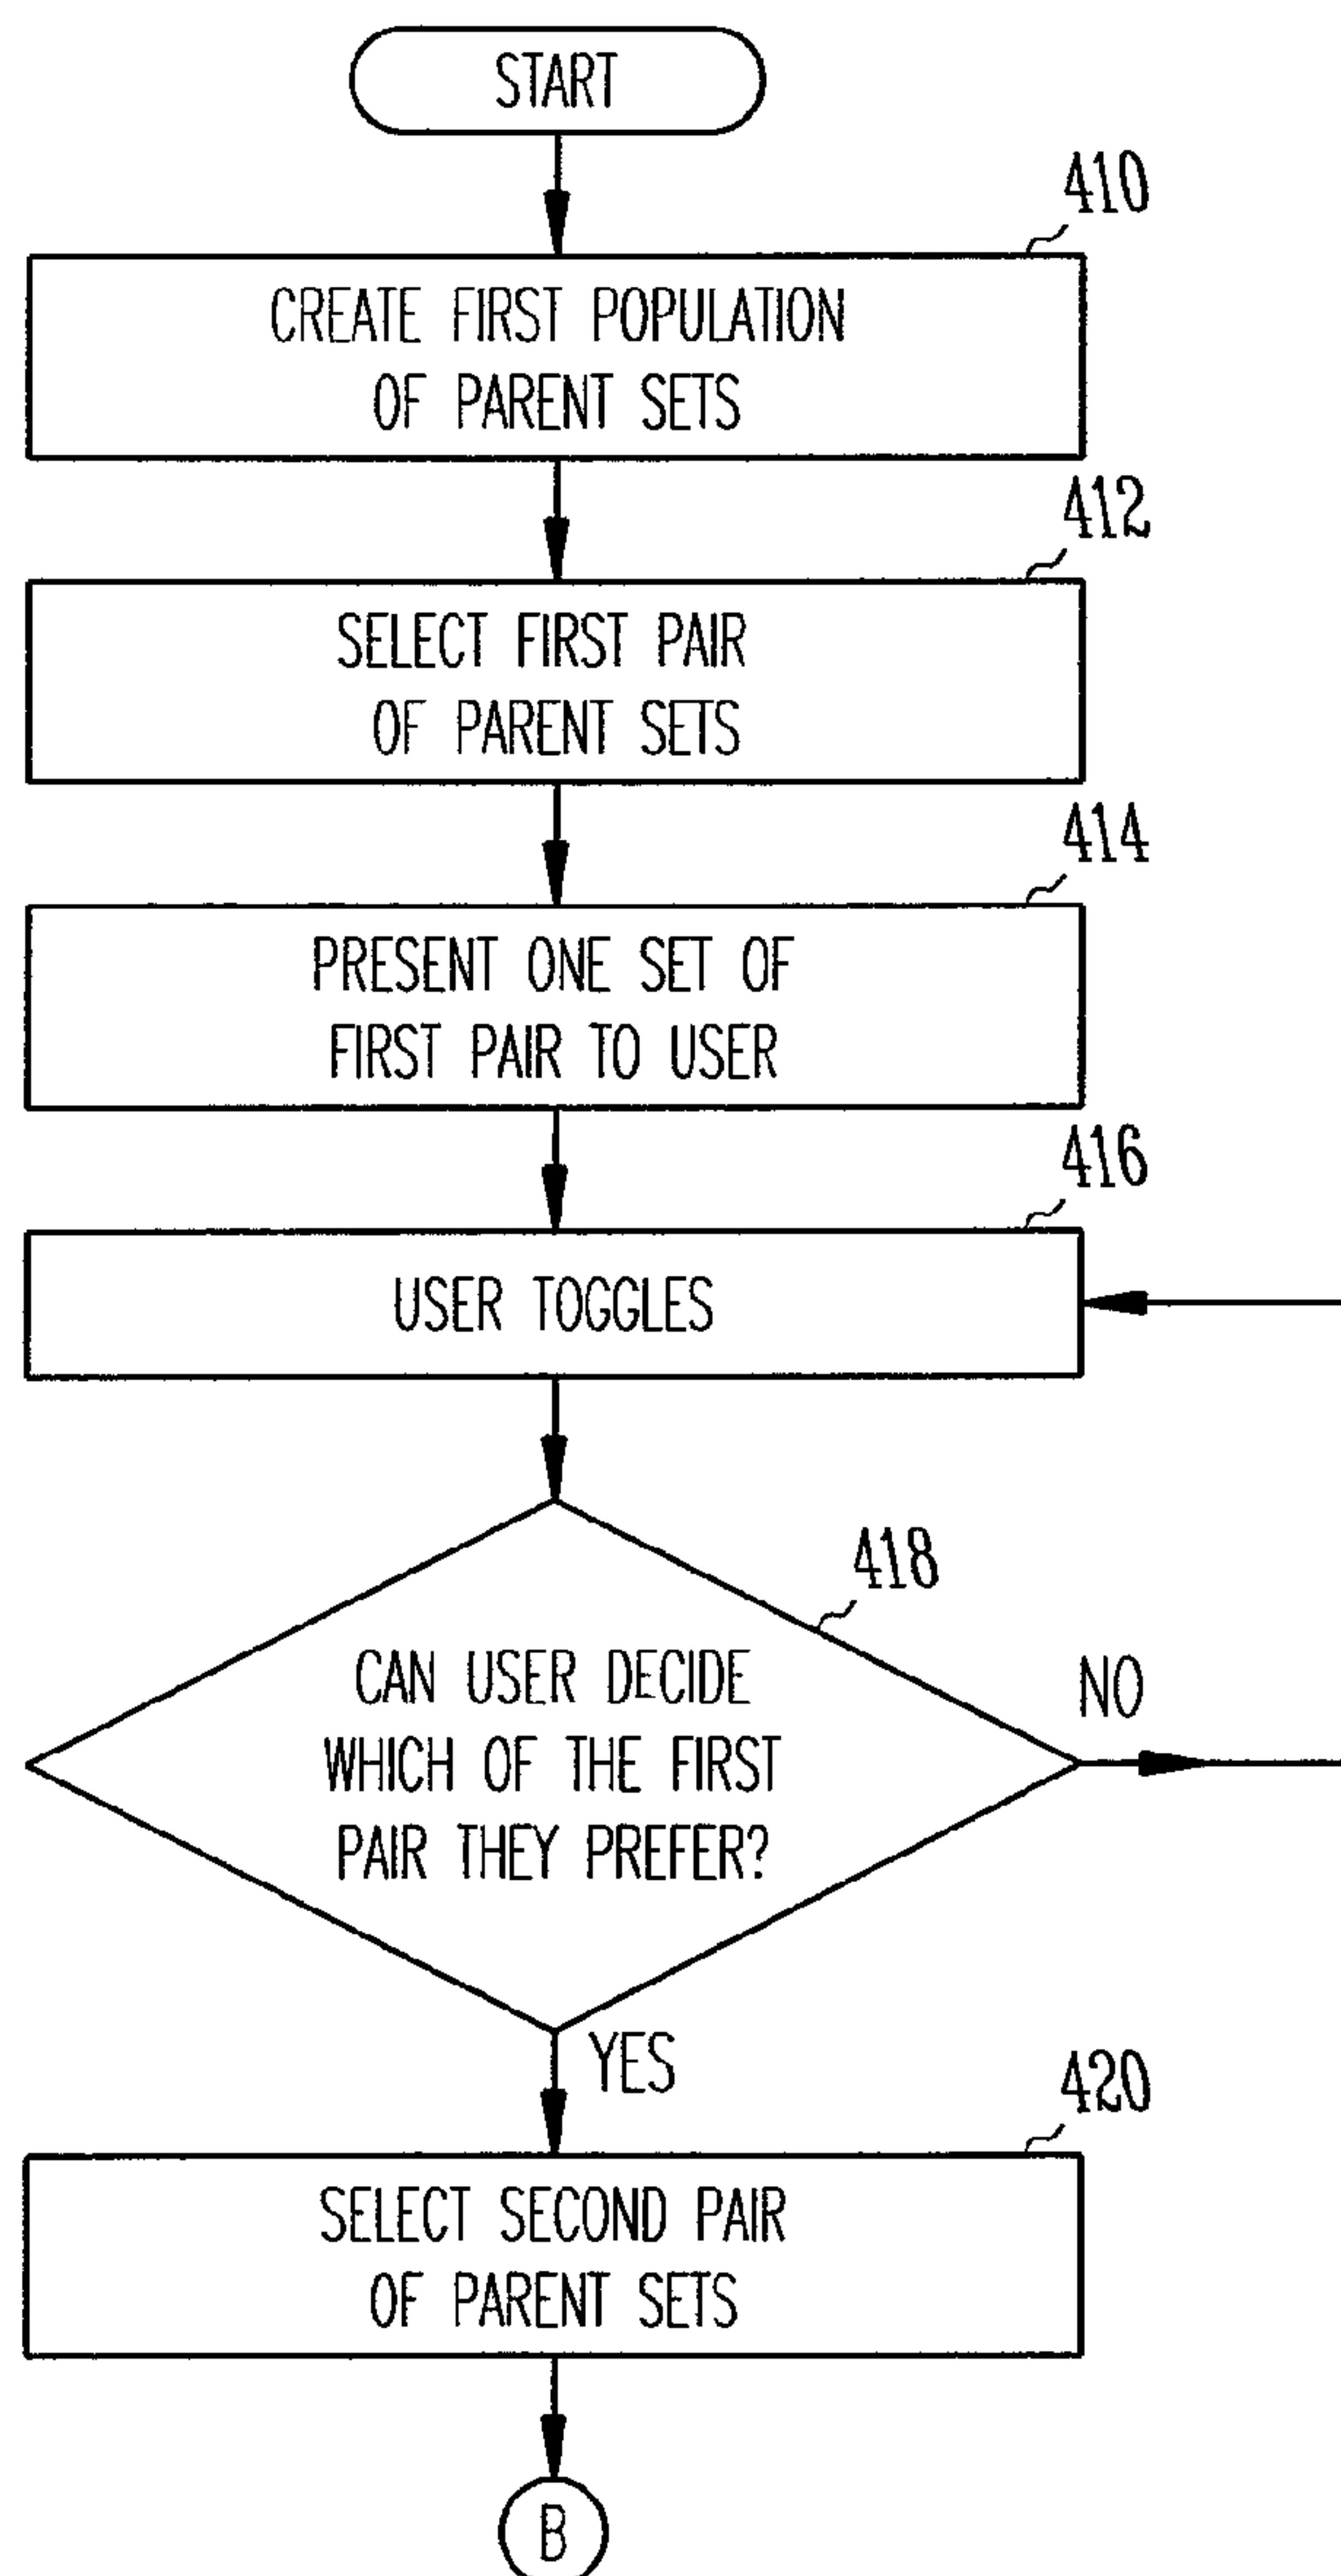 START
410
CREATE FIRST POPULATION
OF PARENT SETS
412
SELECT FIRST PAIR
OF PARENT SETS
414
PRESENT ONE SET OF
FIRST PAIR TO USER
416
USER TOGGLES
418
CAN USER DECIDE
WHICH OF THE FIRST
PAIR THEY PREFER?
NO
YES
420
SELECT SECOND PAIR
OF PARENT SETS
B